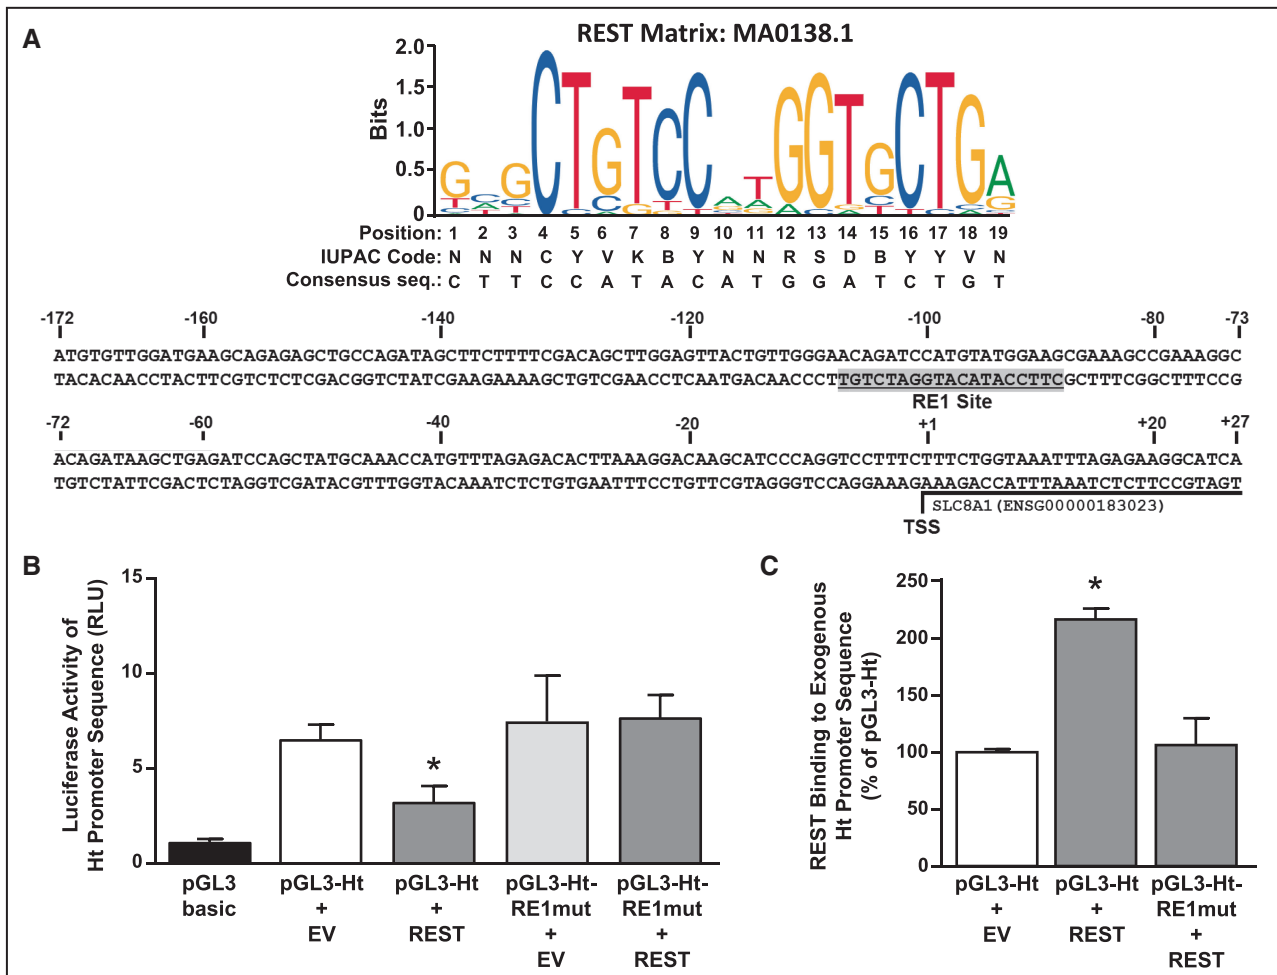 A
REST Matrix: MA0138.1
2.0
1.5
1.0
0.5
0
Bits
Position: 1 2 3 4 5 6 7 8 9 10 11 12 13 14 15 16 17 18 19
IUPAC Code: N N N C Y V K B Y N N R S D B Y Y V N
Consensus seq.: C T T C C A T A C A T G G A T C T G T
-172 -160 -140 -120 -100 -80 -73
ATGTGTTGGATGAAGCAGAGAGCTGCCAGATAGCTTCTTTTCGACAGCTTGGAGTTACTGTTGGGAACAGATCCATGTATGGAAGCGAAAGCCGAAAGGC
TACACAACCTACTTCGTCTCTCGACGGTCTATCGAAGAAAAGCTGTCGAACCTCAATGACAACCCTTGTCTAGGTACATACCTTCGCTTTCGGCTTTCCG
RE1 Site
-72 -60 -40 -20 +1 +20 +27
ACAGATAAGCTGAGATCCAGCTATGCAAACCATGTTTAGAGACACTTAAAGGACAAGCATCCCAGGTCCTTTCTTTCTGGTAAATTTAGAGAAGGCATCA
TGTCTATTCGACTCTAGGTCGATACGTTTGGTACAAATCTCTGTGAATTTCCTGTTCGTAGGGTCCAGGAAAGAAAGACCATTTAAATCTCTTCCGTAGT
SLC8A1(ENSG00000183023)
TSS
B
Luciferase Activity of
Ht Promoter Sequence (RLU)
15
10
5
0
*
pGL3 basic
pGL3-Ht + EV
pGL3-Ht + REST
pGL3-Ht-RE1mut + EV
pGL3-Ht-RE1mut + REST
C
REST Binding to Exogenous
Ht Promoter Sequence
(% of pGL3-Ht)
250
200
150
100
50
0
*
pGL3-Ht + EV
pGL3-Ht + REST
pGL3-Ht-RE1mut + REST